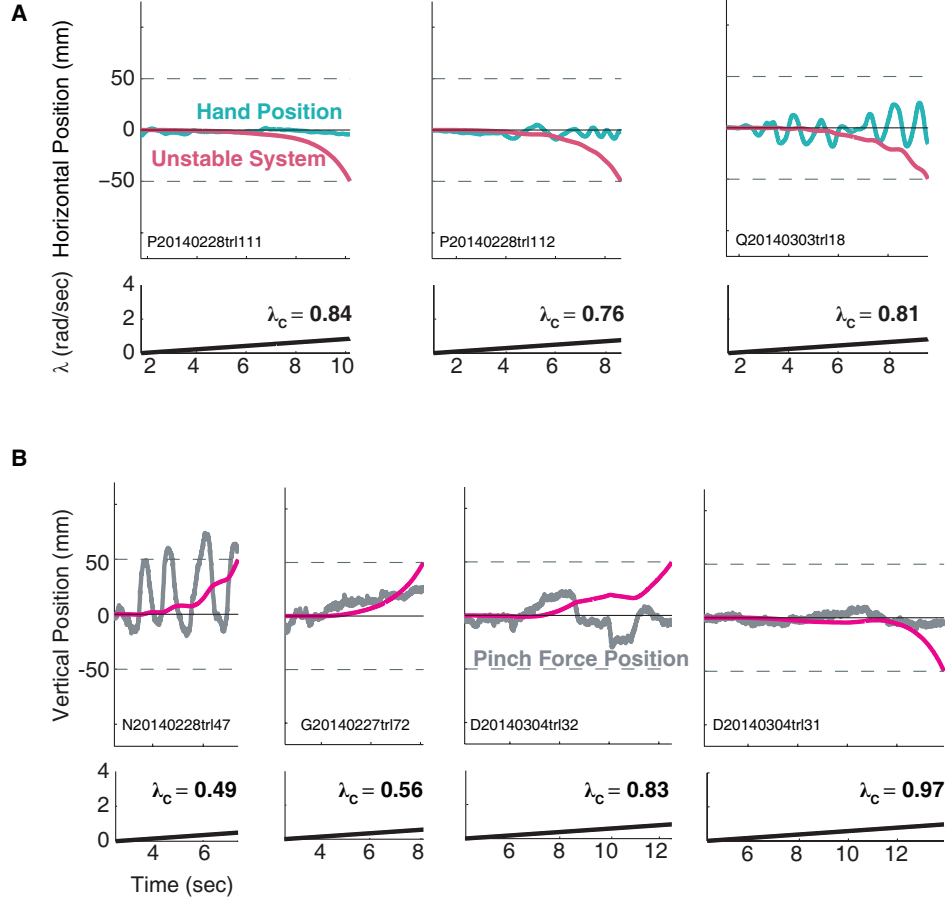 A
Horizontal Position (mm)
50
0
−50
Hand Position
Unstable System
P20140228trl111
P20140228trl112
Q20140303trl18
λ (rad/sec)
4
2
0
λc = 0.84
λc = 0.76
λc = 0.81
2 4 6 8 10
2 4 6 8
2 4 6 8
B
Vertical Position (mm)
50
0
-50
Pinch Force Position
N20140228trl47
G20140227trl72
D20140304trl32
D20140304trl31
4
2
0
λc = 0.49
λc = 0.56
λc = 0.83
λc = 0.97
4 6
4 6 8
6 8 10 12
6 8 10 12
Time (sec)